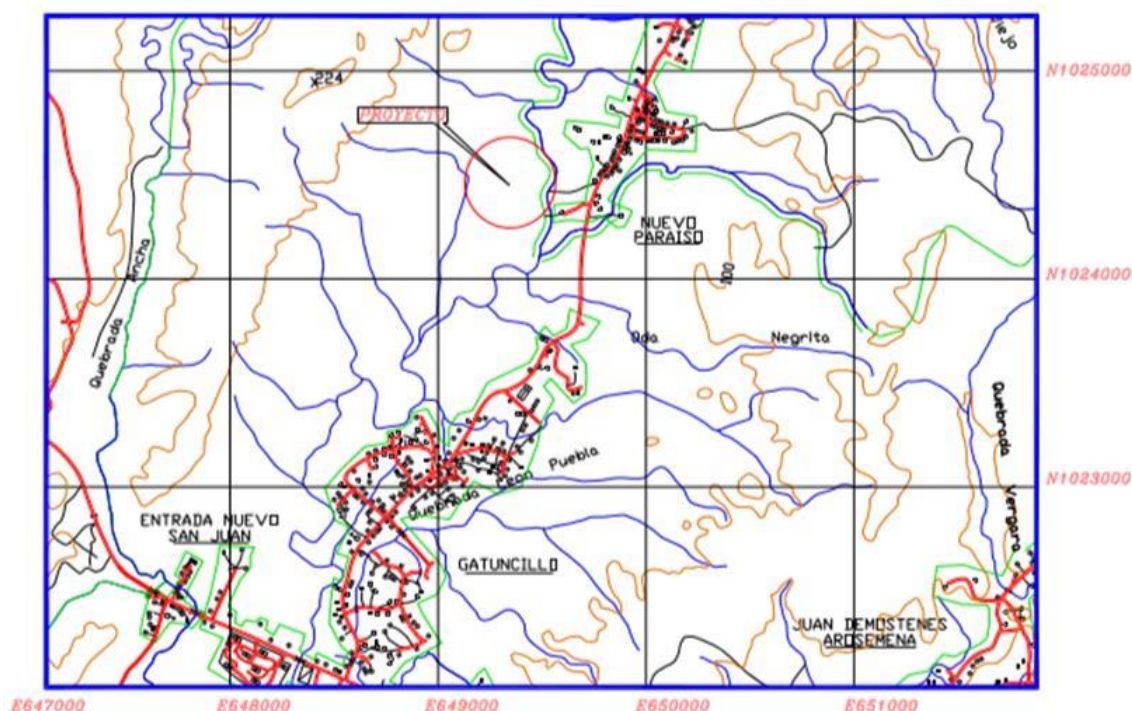 Viejo
N1025000
224
PROYECTO
NUEVO
PARAISO
Quebrada Ancha
100
N1024000
Qda Negrita
Quebrada Vergara
Puebla
N1023000
Quebrada
ENTRADA NUEVO
SAN JUAN
GATUNCILLO
JUAN DEMOSTENES
AROSEMENA
E647000 E648000 E649000 E650000 E651000